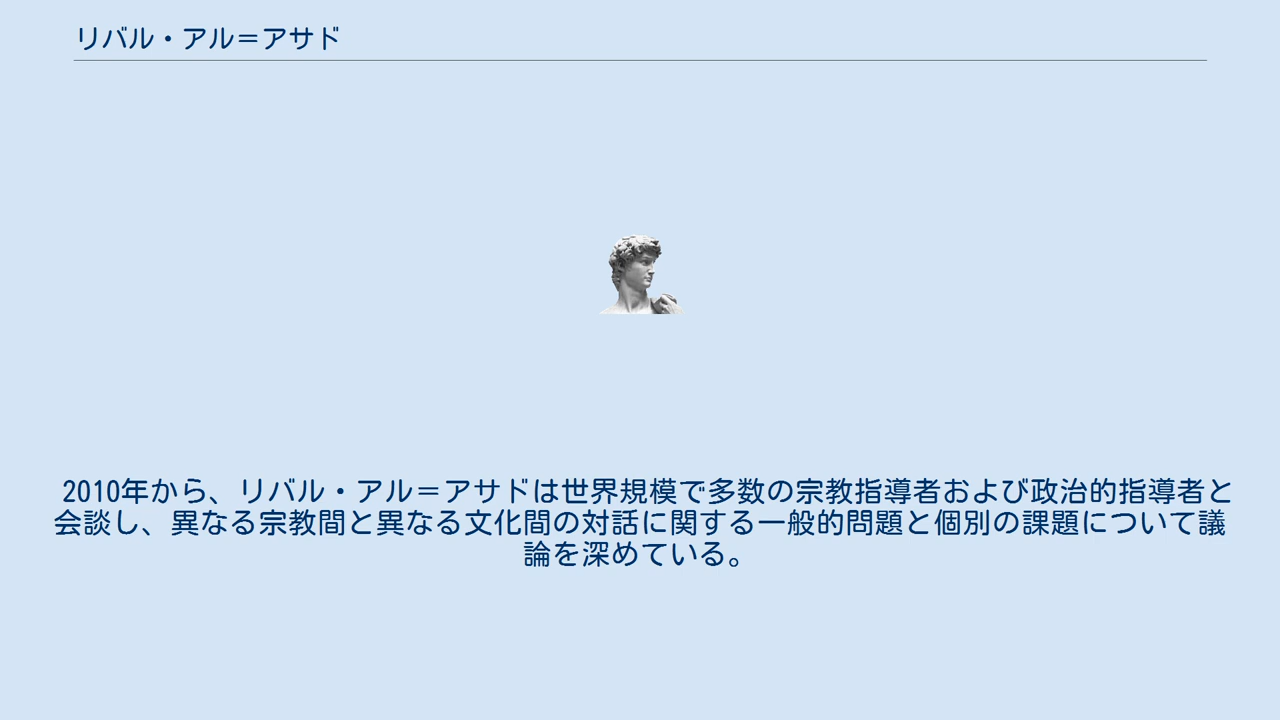 リバル・アル＝アサド
2010年から、リバル・アル＝アサドは世界規模で多数の宗教指導者および政治的指導者と
会談し、異なる宗教間と異なる文化間の対話に関する一般的問題と個別の課題について議
論を深めている。